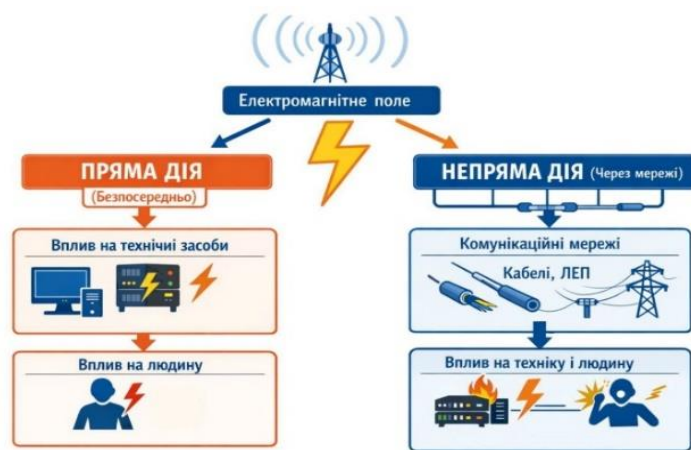 Електромагнітне поле
ПРЯМА ДІЯ
(Безпосередньо)
НЕПРЯМА ДІЯ (Через мережі)
Вплив на технічі засоби
Комунікаційні мережі
Кабелі, ЛЕП
Вплив на людину
Вплив на техніку і людину